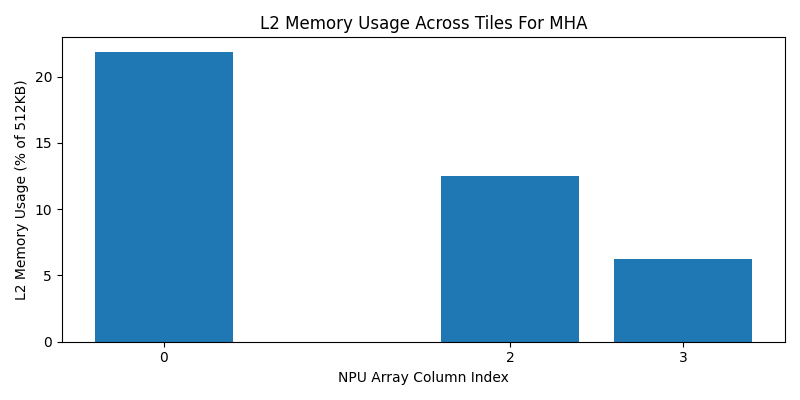 L2 Memory Usage Across Tiles For MHA
L2 Memory Usage (% of 512KB)
20
15
10
5
0
0 2 3
NPU Array Column Index